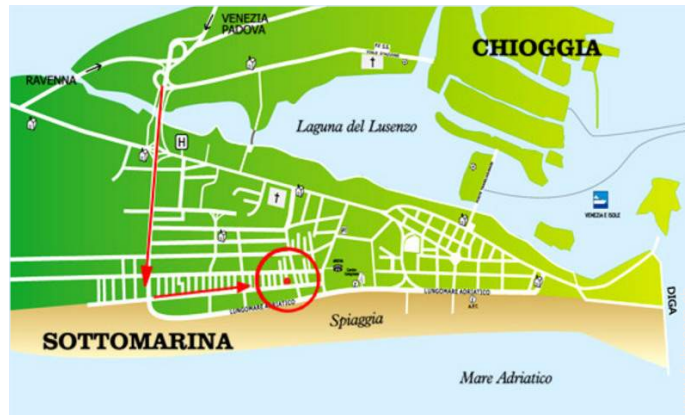 VENEZIA
PADOVA
CHIOGGIA
RAVENNA
Laguna del Lusenzo
H
VENEZIA E ISOLE
LUNGOMARE ADRIATICO
LUNGOMARE ADRIATICO
DIGA
Spiaggia
SOTTOMARINA
Mare Adriatico